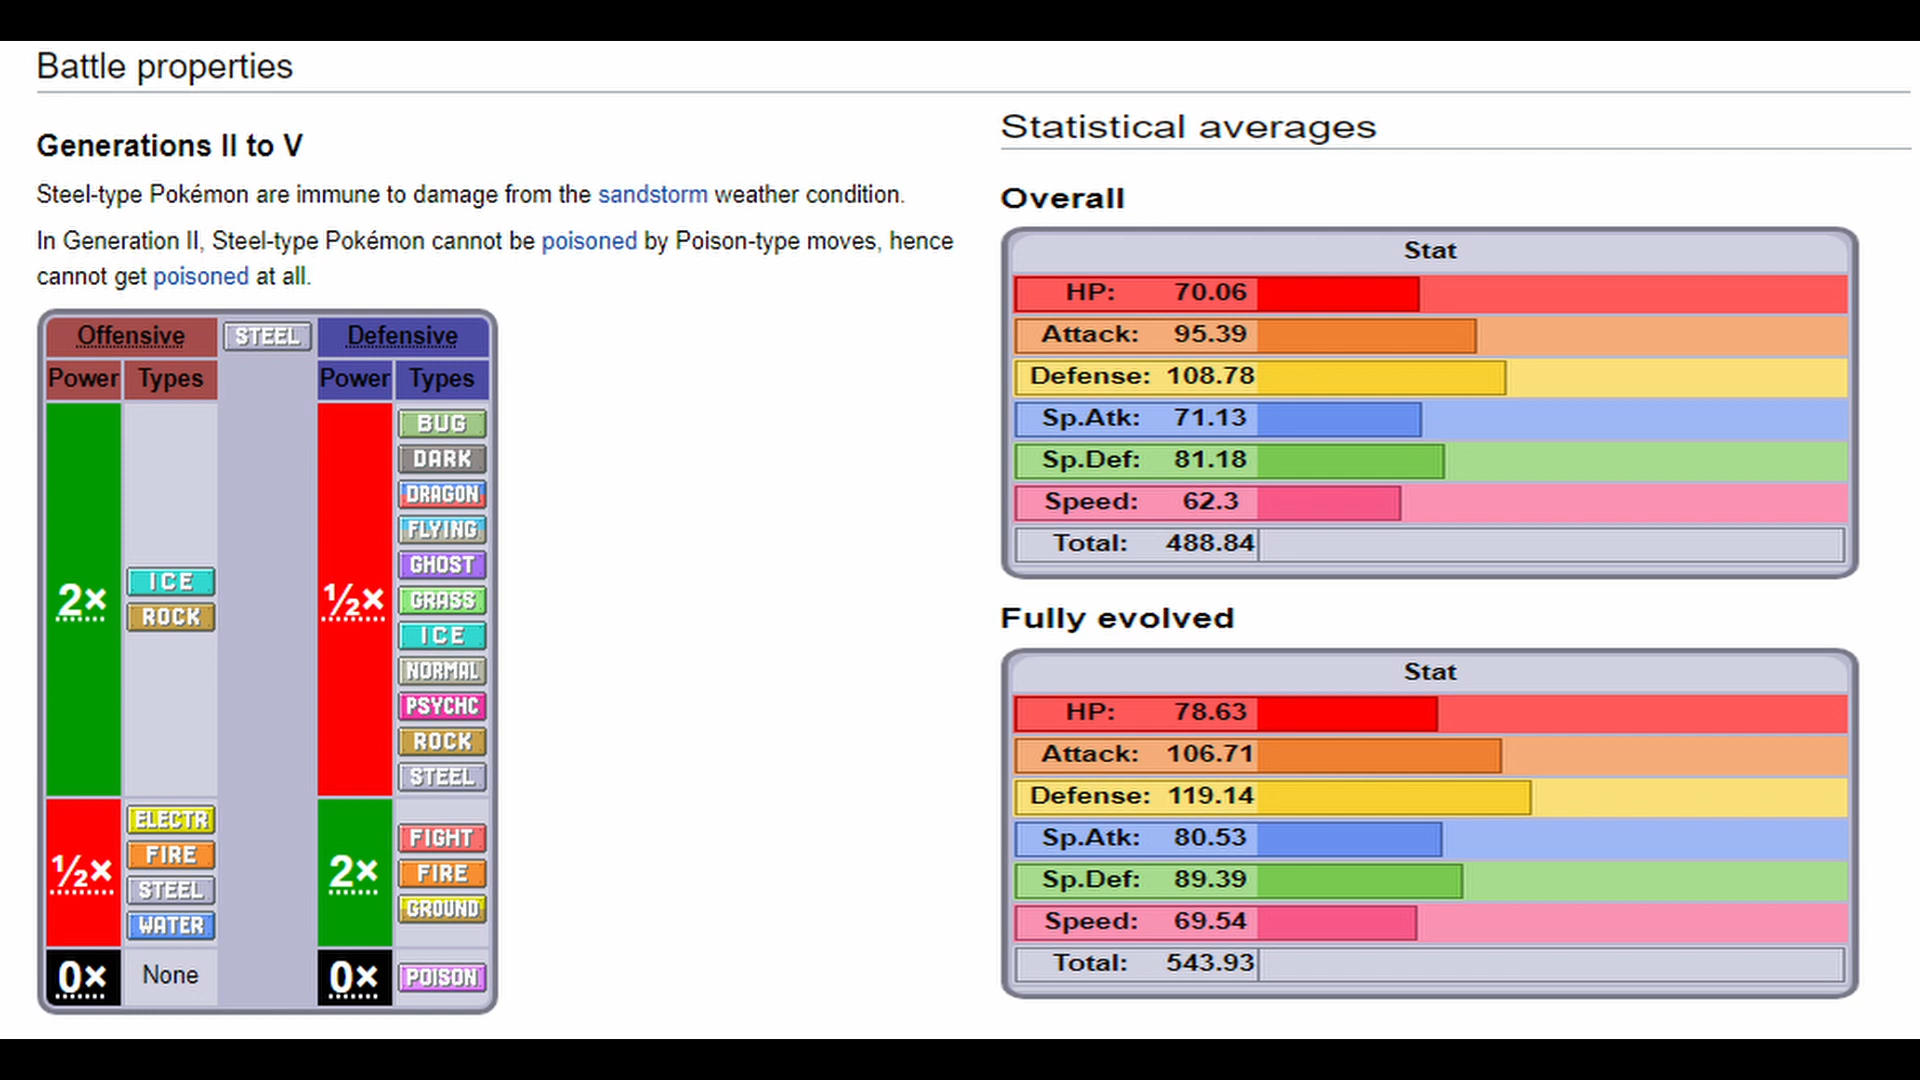 Battle properties
Generations II to V
Steel-type Pokémon are immune to damage from the sandstorm weather condition.
In Generation II, Steel-type Pokémon cannot be poisoned by Poison-type moves, hence
cannot get poisoned at all.
Offensive STEEL Defensive
Power Types Power Types
2×
ICE
ROCK
½×
BUG
DARK
DRAGON
FLYING
GHOST
GRASS
ICE
NORMAL
PSYCHC
ROCK
STEEL
½×
ELECTR
FIRE
STEEL
WATER
2×
FIGHT
FIRE
GROUND
0× None 0× POISON
Statistical averages
Overall
Stat
HP: 70.06
Attack: 95.39
Defense: 108.78
Sp.Atk: 71.13
Sp.Def: 81.18
Speed: 62.3
Total: 488.84
Fully evolved
Stat
HP: 78.63
Attack: 106.71
Defense: 119.14
Sp.Atk: 80.53
Sp.Def: 89.39
Speed: 69.54
Total: 543.93